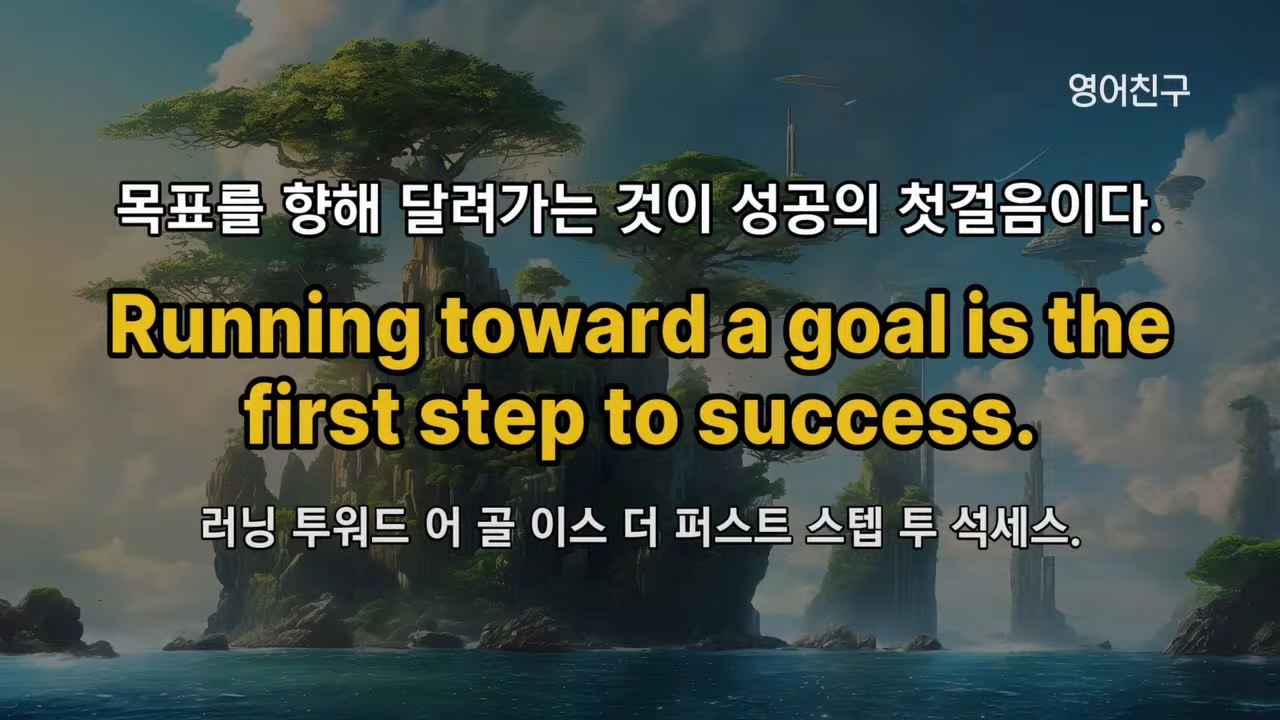 영어친구
목표를 향해 달려가는 것이 성공의 첫걸음이다.
Running toward a goal is the
first step to success.
러닝 투워드 어 골 이스 더 퍼스트 스텝 투 석세스.